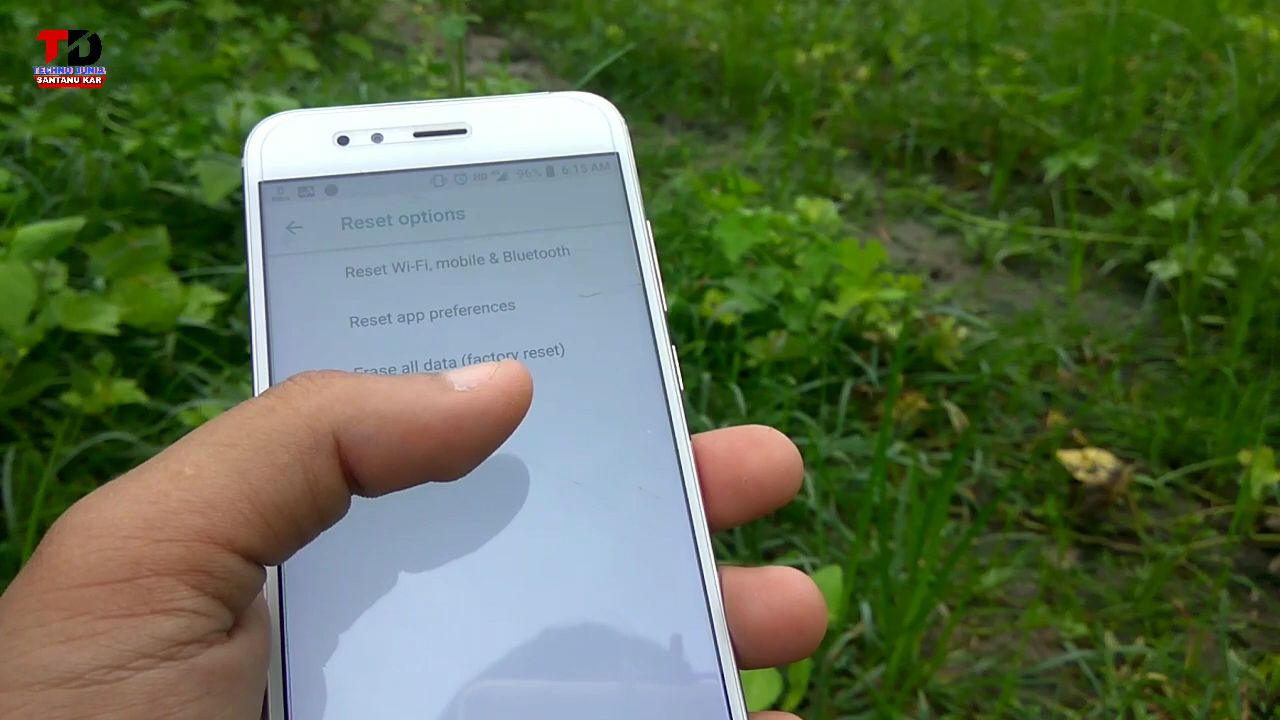 TD
TECHNO DUNIA
SANTANU KAR
HD 96% 6:15 AM
Reset options
Reset Wi-Fi, mobile & Bluetooth
Reset app preferences
Erase all data (factory reset)